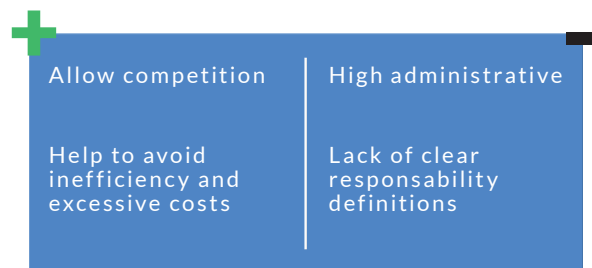 Allow competition
Help to avoid
inefficiency and
excessive costs
High administrative
Lack of clear
responsability
definitions